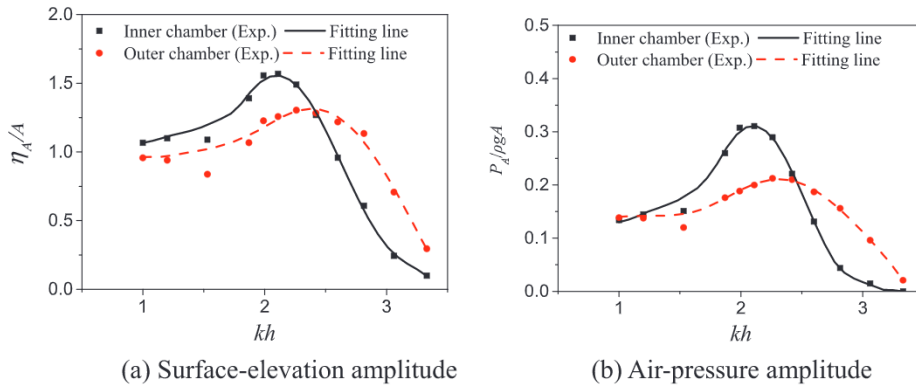 2.0
1.5
1.0
0.5
0.0
η_A/A
Inner chamber (Exp.) Fitting line
Outer chamber (Exp.) Fitting line
1 2 3
kh
(a) Surface-elevation amplitude
0.5
0.4
0.3
0.2
0.1
0.0
P_A/ρgA
Inner chamber (Exp.) Fitting line
Outer chamber (Exp.) Fitting line
1 2 3
kh
(b) Air-pressure amplitude